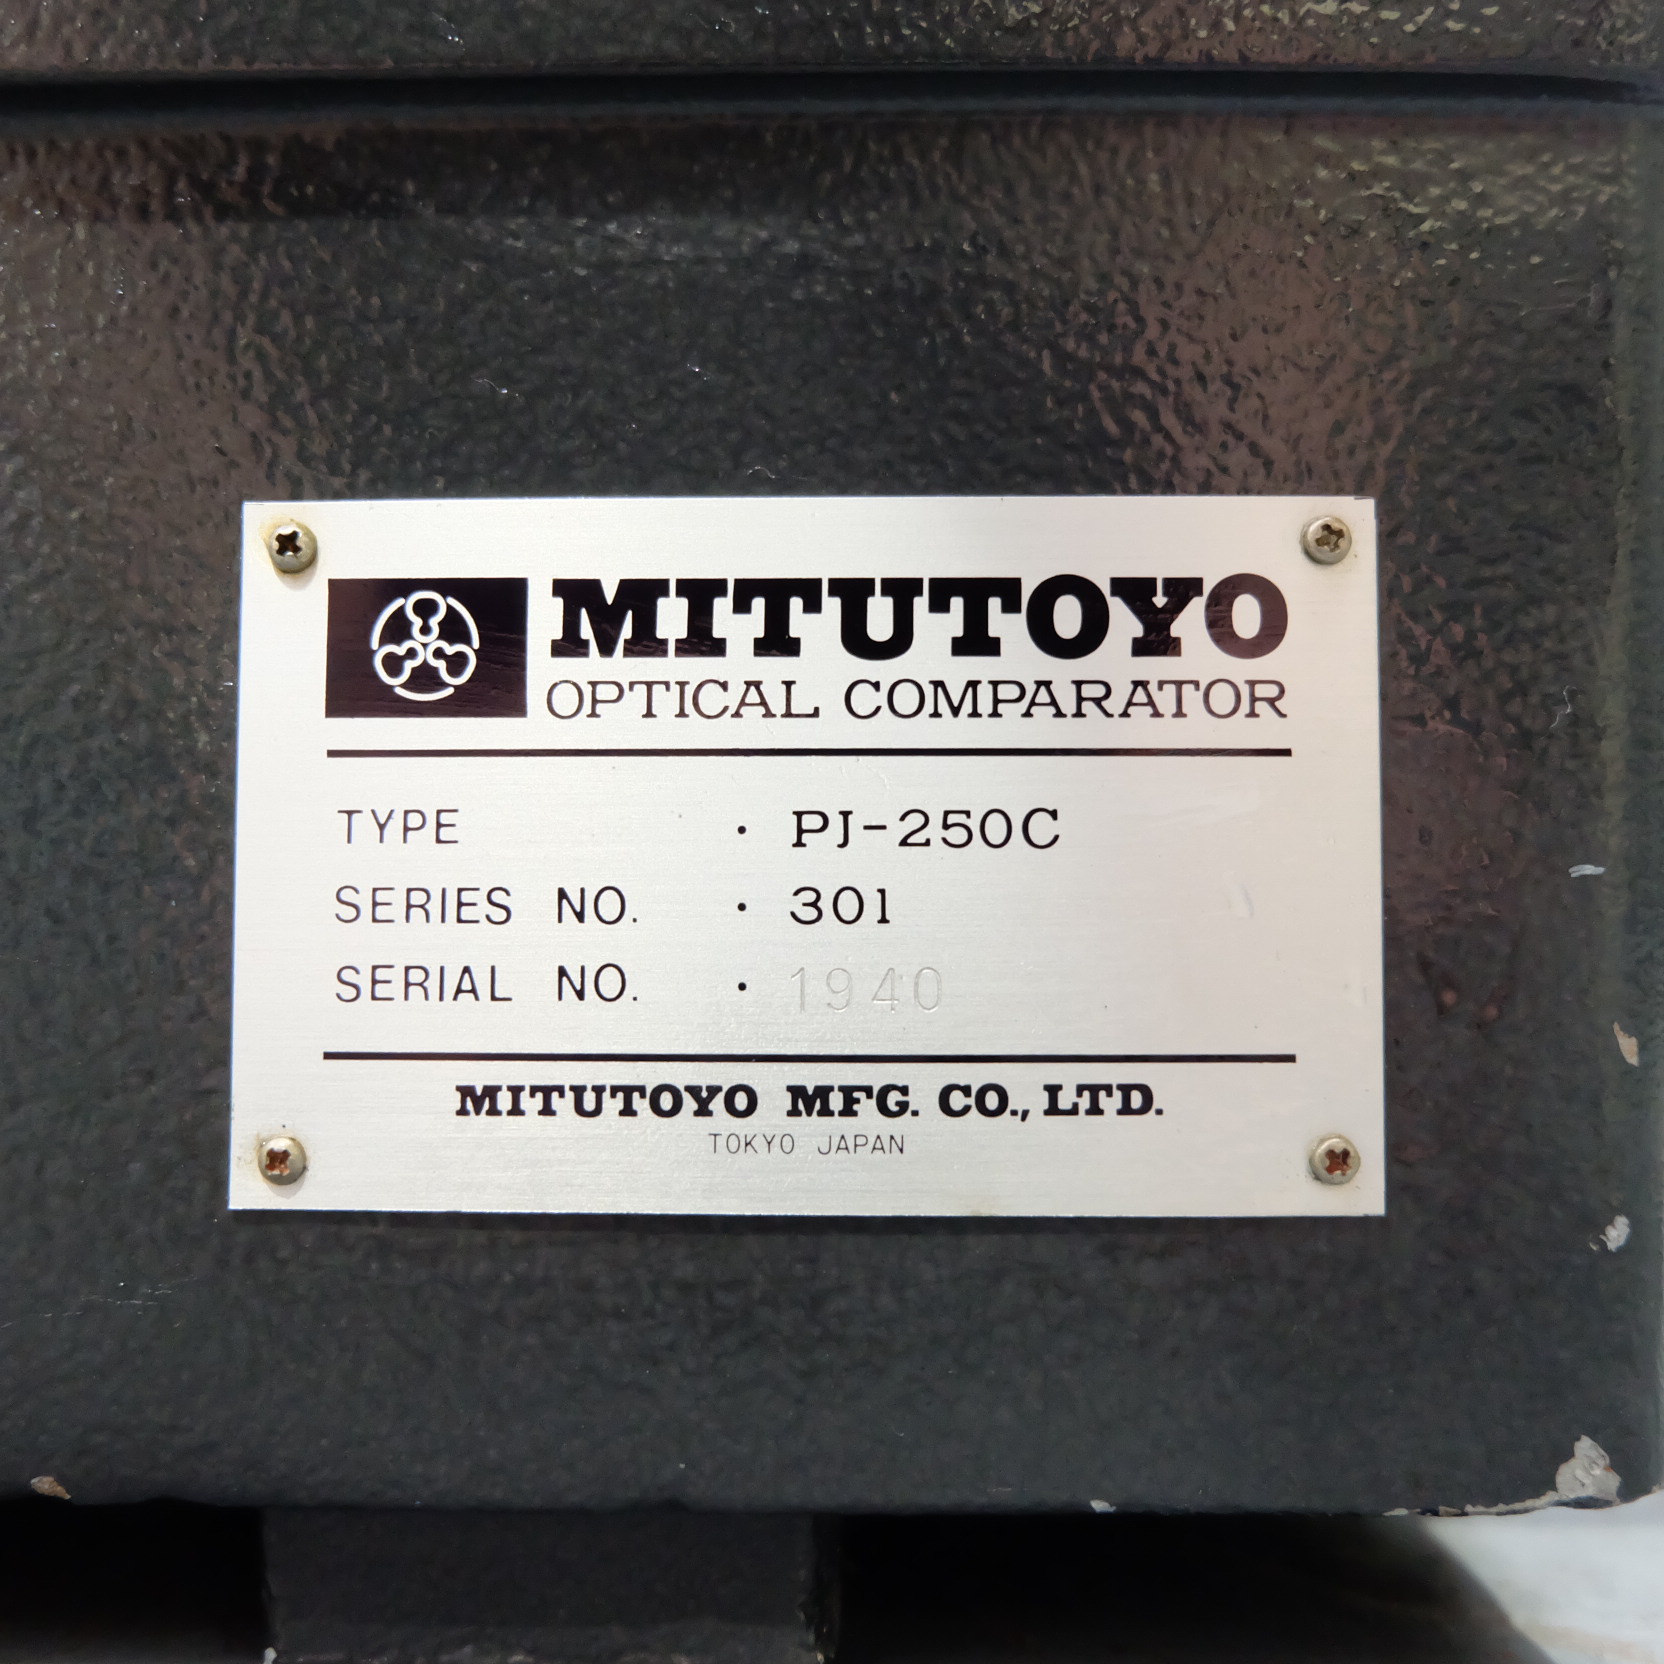 MITUTOYO
OPTICAL COMPARATOR
TYPE · PJ-250C
SERIES NO. · 301
SERIAL NO. · 1940
MITUTOYO MFG. CO., LTD.
TOKYO JAPAN